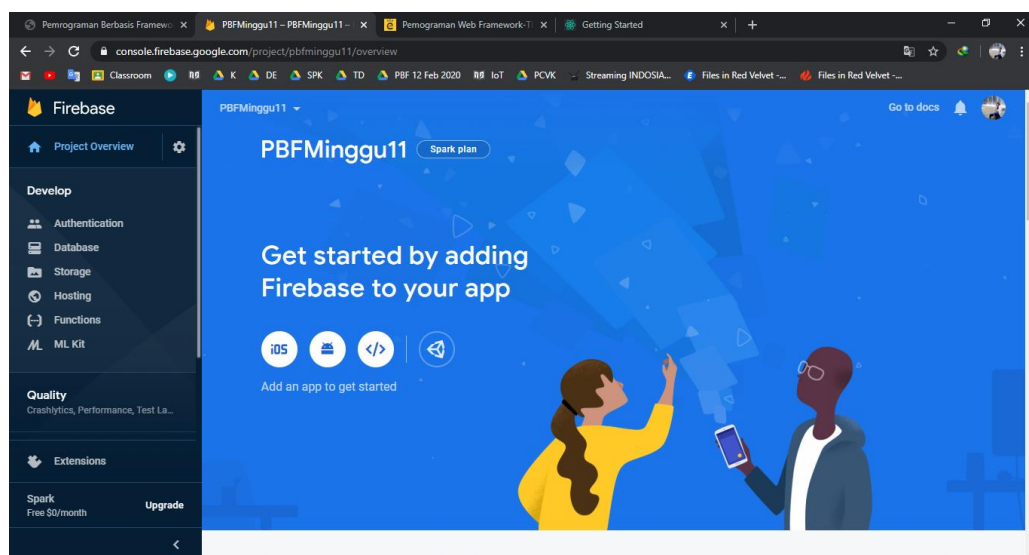 Pemrograman Berbasis Framewo
PBFMinggu11 – PBFMinggu11 –
Pemograman Web Framework-TI
Getting Started
console.firebase.google.com/project/pbfminggu11/overview
Classroom
K
DE
SPK
TD
PBF 12 Feb 2020
IoT
PCVK
Streaming INDOSIA...
Files in Red Velvet -...
Files in Red Velvet -...
Firebase
PBFMinggu11
Go to docs
Project Overview
PBFMinggu11
Spark plan
Develop
Authentication
Database
Storage
Hosting
Functions
ML Kit
Get started by adding
Firebase to your app
iOS
Add an app to get started
Quality
Crashlytics, Performance, Test La...
Extensions
Spark
Free $0/month
Upgrade